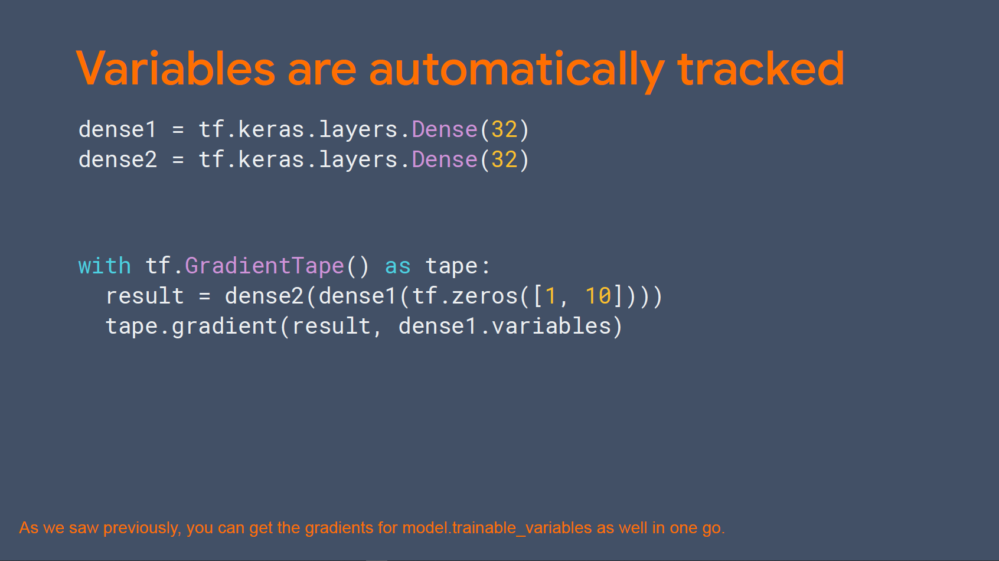 Variables are automatically tracked
dense1 = tf.keras.layers.Dense(32)
dense2 = tf.keras.layers.Dense(32)
with tf.GradientTape() as tape:
  result = dense2(dense1(tf.zeros([1, 10])))
  tape.gradient(result, dense1.variables)
As we saw previously, you can get the gradients for model.trainable_variables as well in one go.